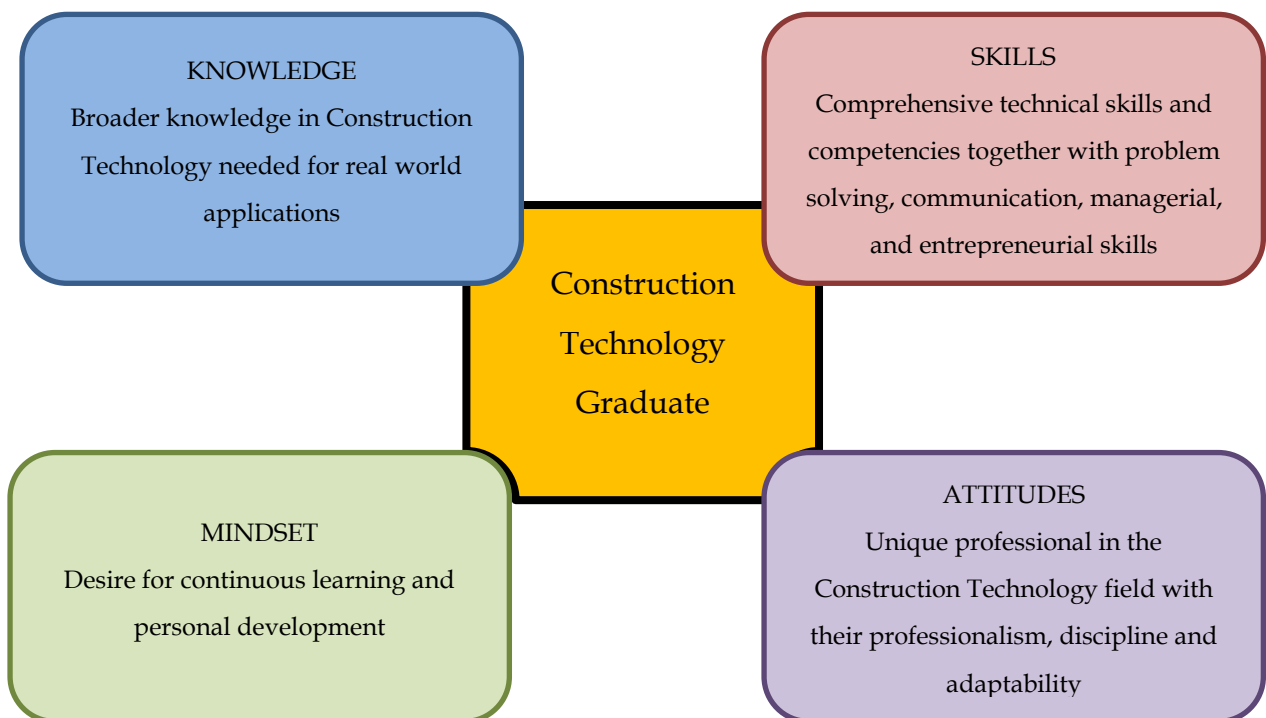 KNOWLEDGE
Broader knowledge in Construction
Technology needed for real world
applications
SKILLS
Comprehensive technical skills and
competencies together with problem
solving, communication, managerial,
and entrepreneurial skills
Construction
Technology
Graduate
MINDSET
Desire for continuous learning and
personal development
ATTITUDES
Unique professional in the
Construction Technology field with
their professionalism, discipline and
adaptability